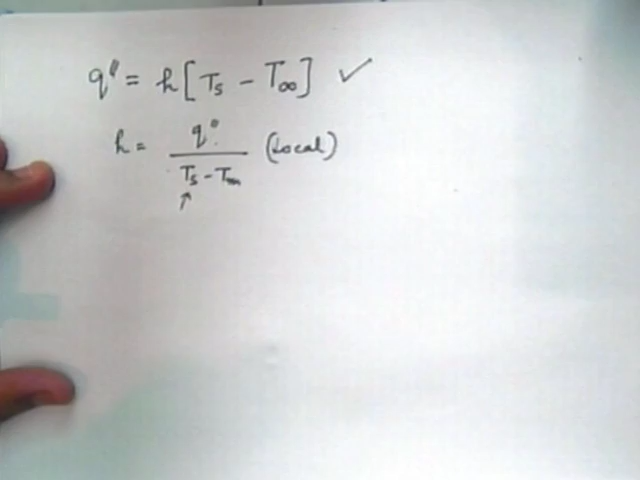 q" = h [Ts - T∞] ✓
h = q" / Ts - T∞ (Local)
↑